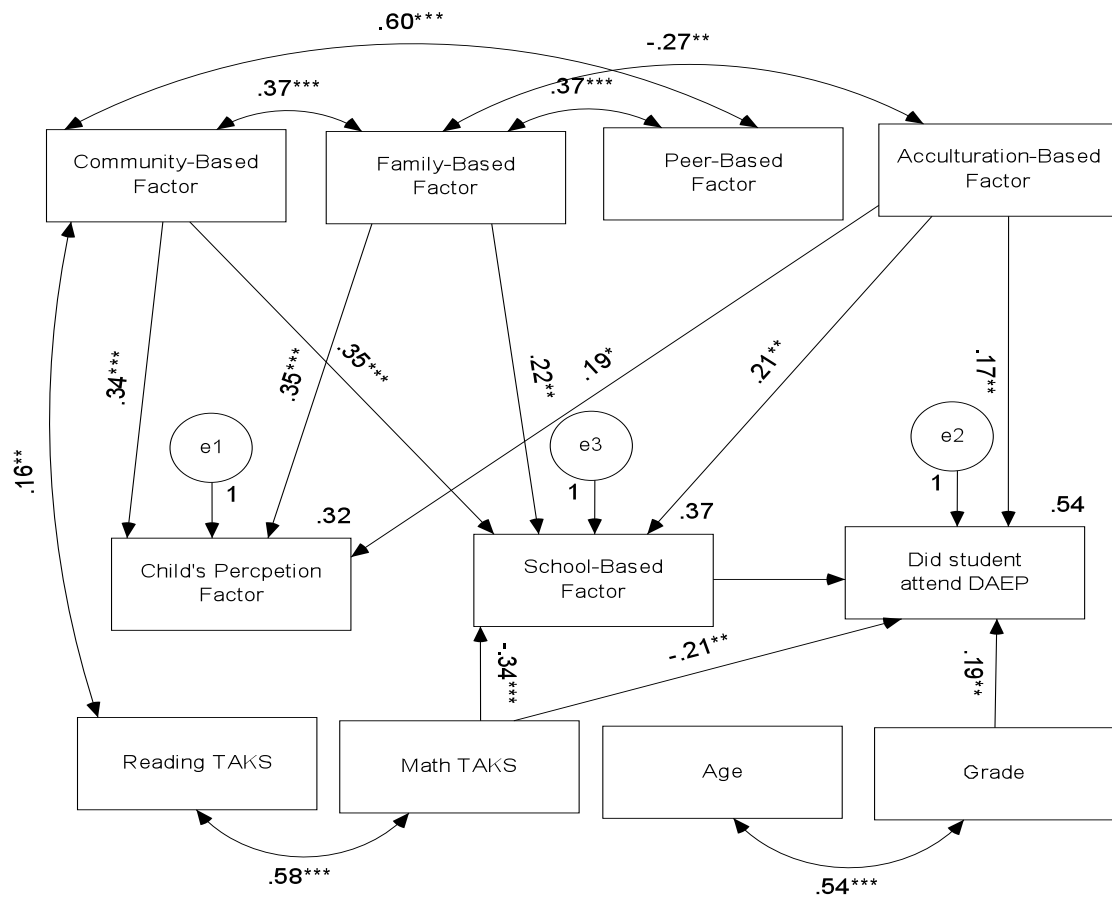 .60***
-.27**
.37***
.37***
Community-Based
Factor
Family-Based
Factor
Peer-Based
Factor
Acculturation-Based
Factor
.34***
.35***
.35***
.22**
.19*
.21**
.17**
.16**
e1
1
e3
1
e2
1
.32
.37
.54
Child's Percpetion
Factor
School-Based
Factor
Did student
attend DAEP
-.34***
-.21**
.19**
Reading TAKS
Math TAKS
Age
Grade
.58***
.54***